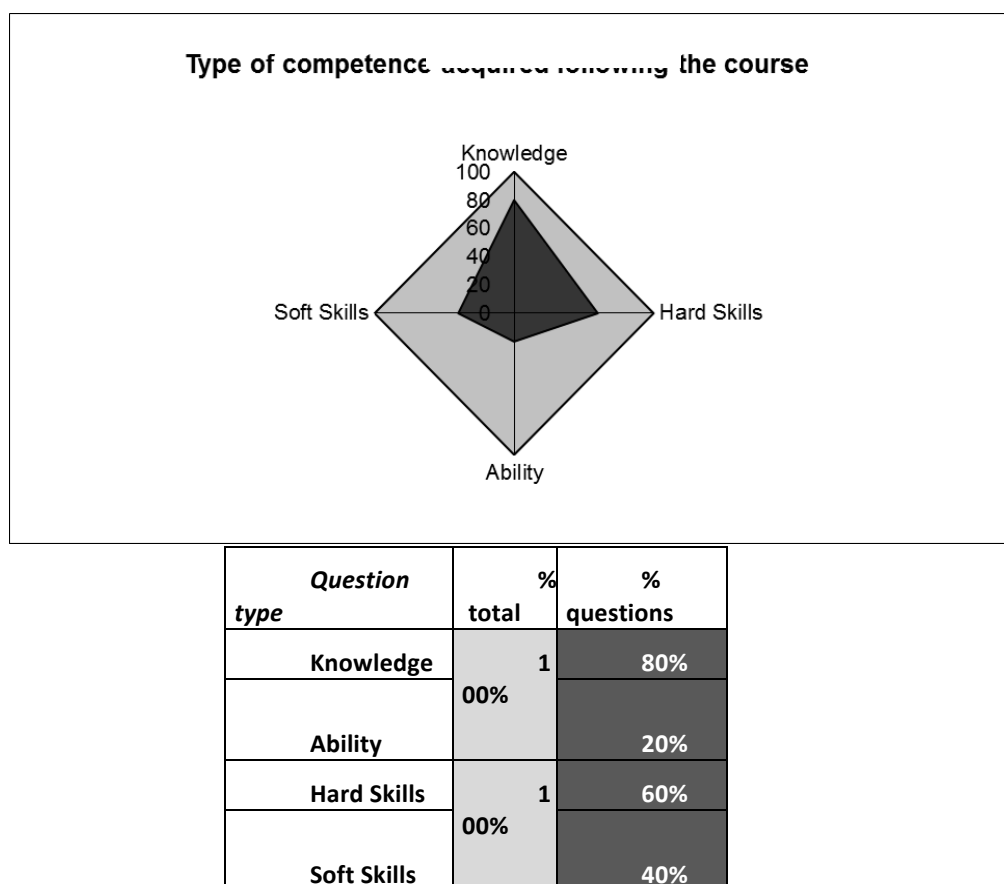 Type of competence the course
Knowledge
100
80
60
40
20
0
Soft Skills
Hard Skills
Ability
Question % %
type total questions
Knowledge 1 80%
00%
Ability 20%
Hard Skills 1 60%
00%
Soft Skills 40%